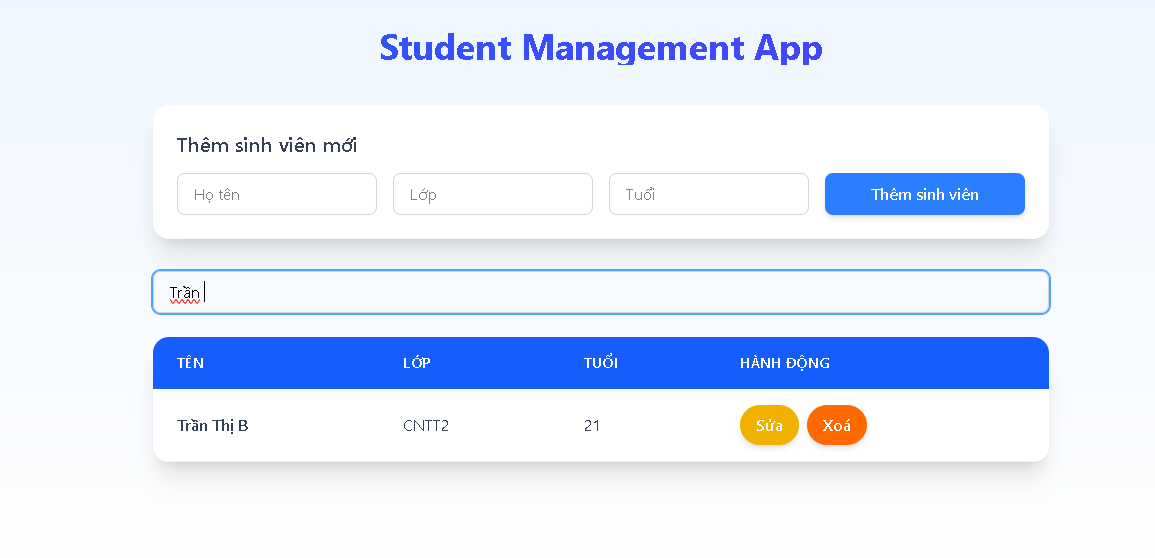 Student Management App
Thêm sinh viên mới
Họ tên Lớp Tuổi Thêm sinh viên
Trần
TÊN LỚP TUỔI HÀNH ĐỘNG
Trần Thị B CNTT2 21 Sửa Xoá